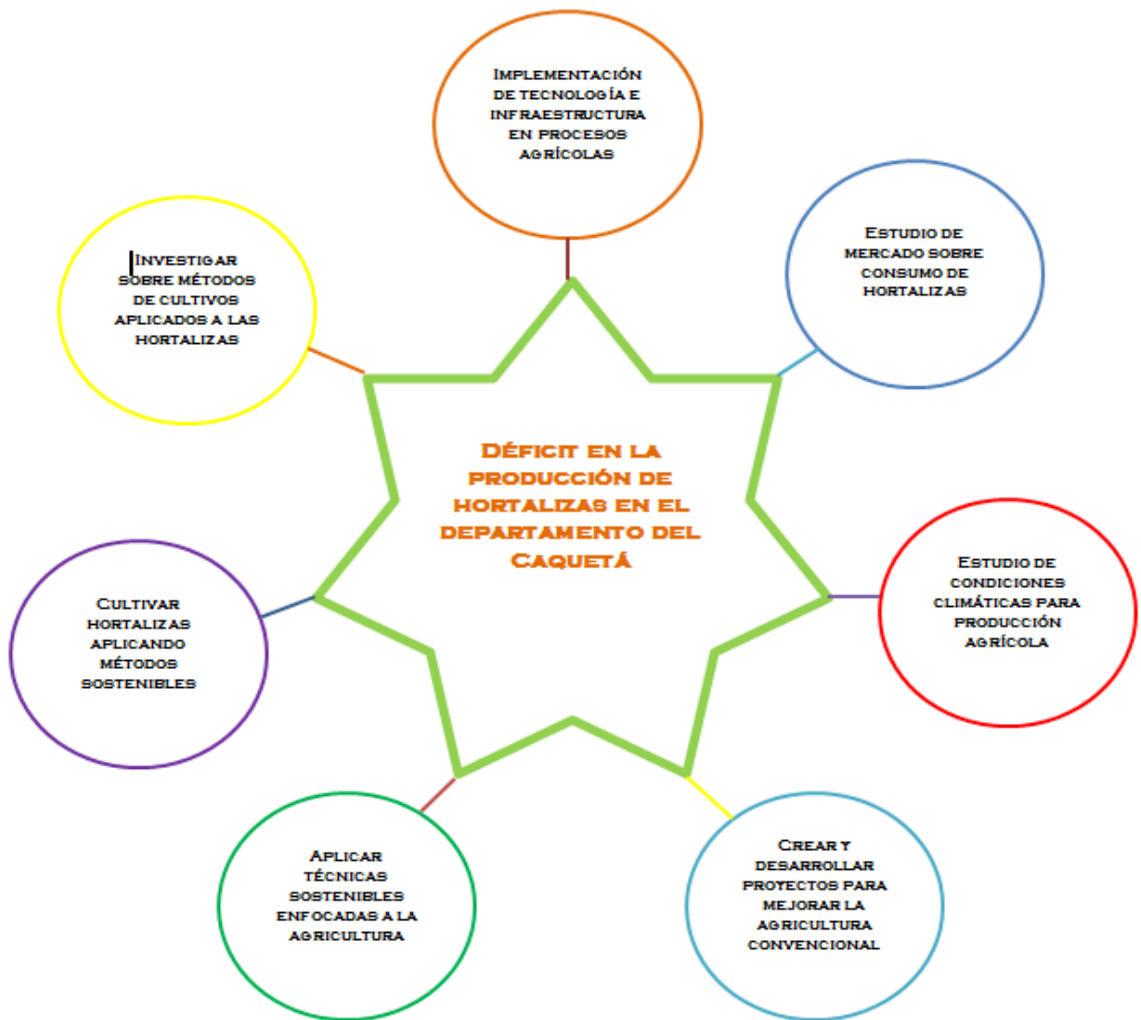 Implementación
de tecnología e
infraestructura
en procesos
agrícolas
Estudio de
mercado sobre
consumo de
hortalizas
Investigar
sobre métodos
de cultivos
aplicados a las
hortalizas
Déficit en la
producción de
hortalizas en el
departamento del
Caquetá
Estudio de
condiciones
climáticas para
producción
agrícola
Cultivar
hortalizas
aplicando
métodos
sostenibles
Aplicar
técnicas
sostenibles
enfocadas a la
agricultura
Crear y
desarrollar
proyectos para
mejorar la
agricultura
convencional